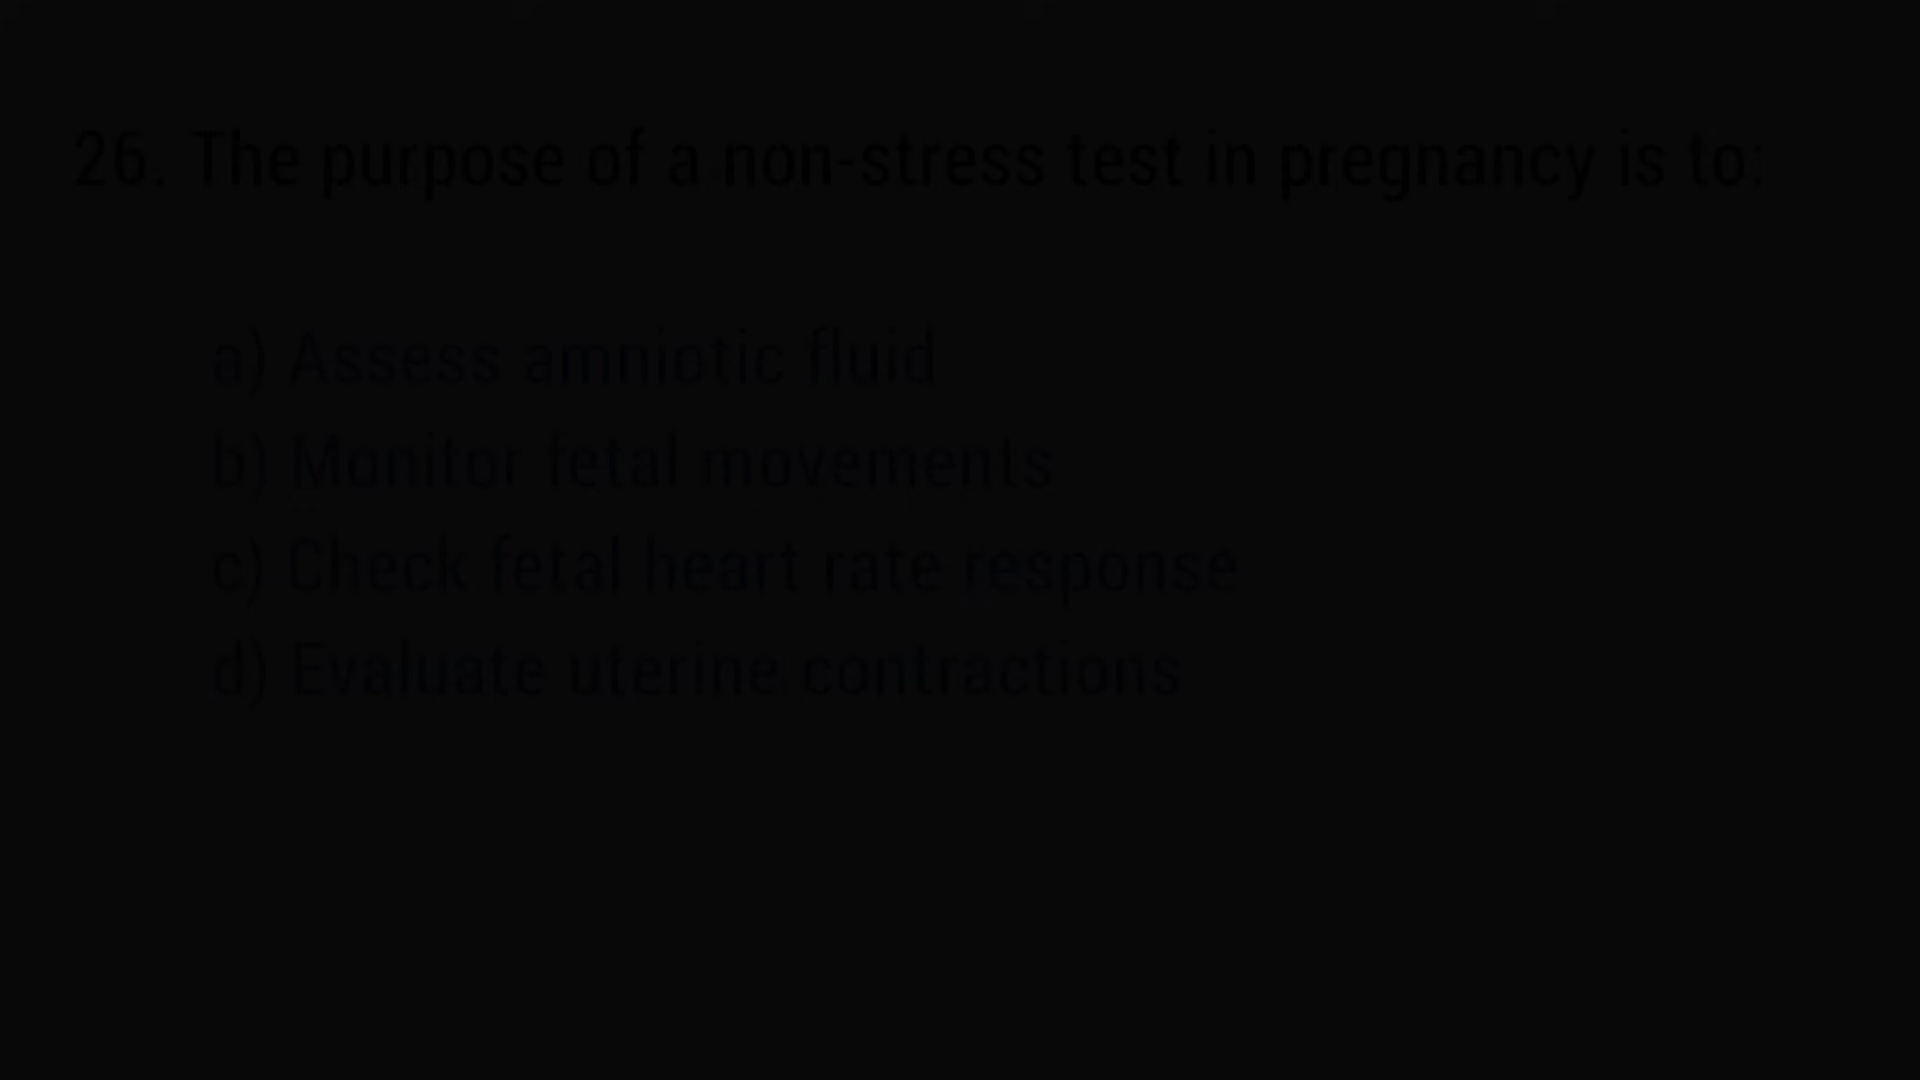 26. The purpose of a non-stress test in pregnancy is to:
a) Assess amniotic fluid
b) Monitor fetal movements
c) Check fetal heart rate response
d) Evaluate uterine contractions